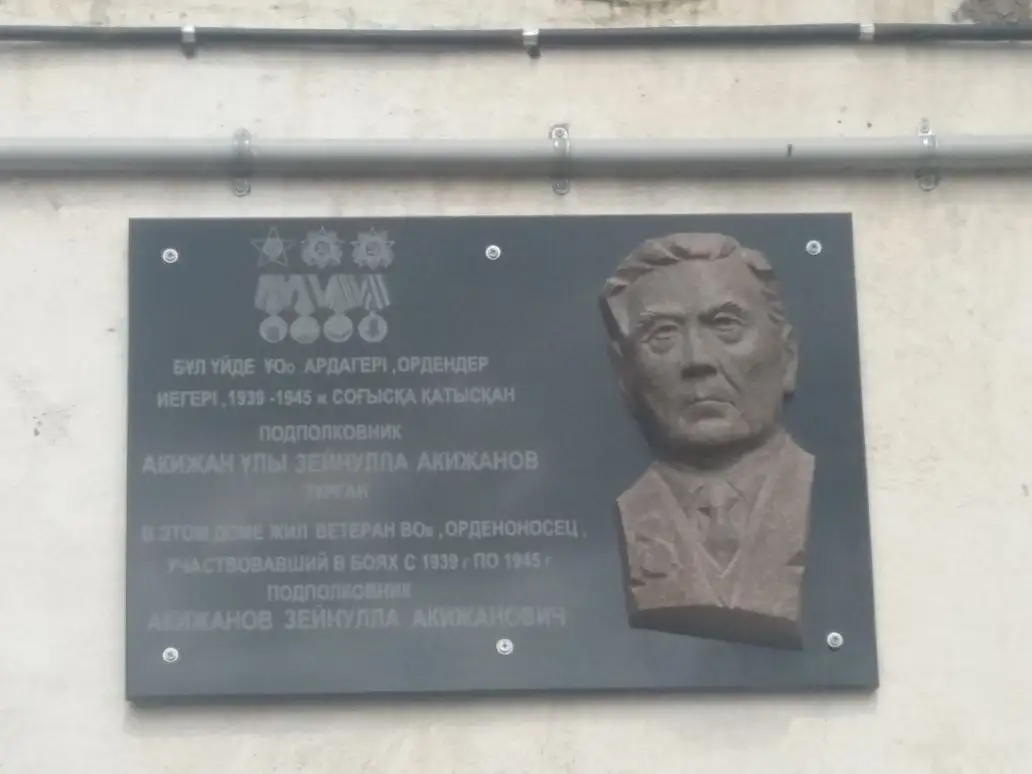 БҰЛ ҮЙДЕ ҰОв АРДАГЕРІ, ОРДЕНДЕР
ИЕГЕРІ, 1939 -1945 ж СОҒЫСҚА ҚАТЫСҚАН
ПОДПОЛКОВНИК
АКИЖАН ҰЛЫ ЗЕЙНУЛЛА АКИЖАНОВ
ТҰРҒАН
В ЭТОМ ДОМЕ ЖИЛ ВЕТЕРАН ВОв, ОРДЕНОНОСЕЦ,
УЧАСТВОВАВШИЙ В БОЯХ С 1939 г ПО 1945 г
ПОДПОЛКОВНИК
АКИЖАНОВ ЗЕЙНУЛЛА АКИЖАНОВИЧ